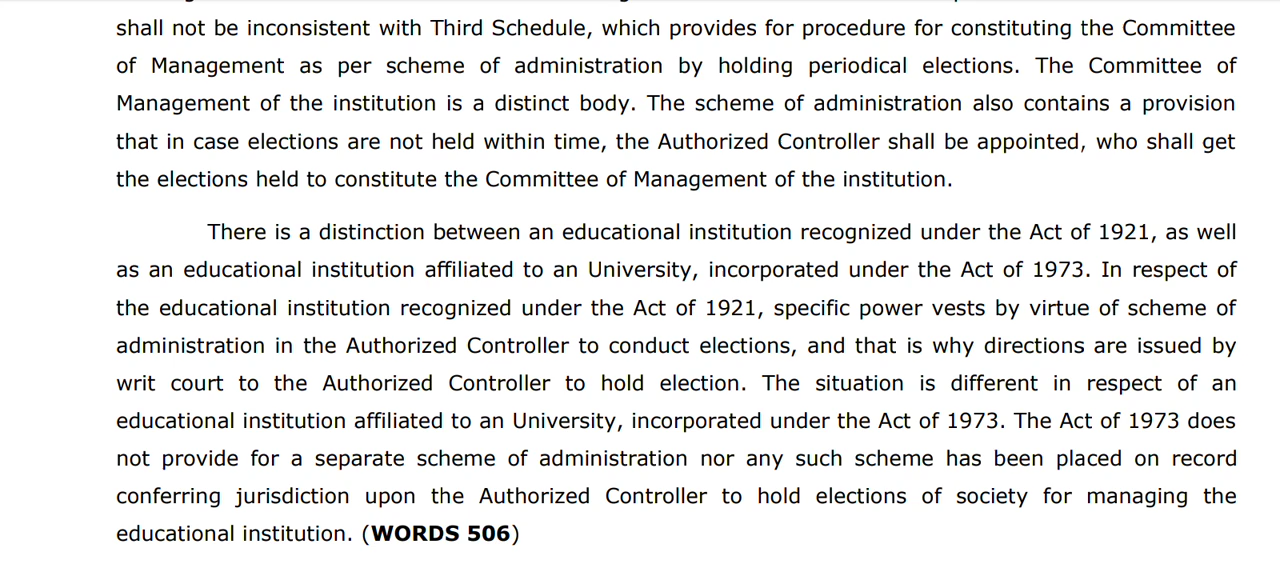 shall not be inconsistent with Third Schedule, which provides for procedure for constituting the Committee
of Management as per scheme of administration by holding periodical elections. The Committee of
Management of the institution is a distinct body. The scheme of administration also contains a provision
that in case elections are not held within time, the Authorized Controller shall be appointed, who shall get
the elections held to constitute the Committee of Management of the institution.
There is a distinction between an educational institution recognized under the Act of 1921, as well
as an educational institution affiliated to an University, incorporated under the Act of 1973. In respect of
the educational institution recognized under the Act of 1921, specific power vests by virtue of scheme of
administration in the Authorized Controller to conduct elections, and that is why directions are issued by
writ court to the Authorized Controller to hold election. The situation is different in respect of an
educational institution affiliated to an University, incorporated under the Act of 1973. The Act of 1973 does
not provide for a separate scheme of administration nor any such scheme has been placed on record
conferring jurisdiction upon the Authorized Controller to hold elections of society for managing the
educational institution. (WORDS 506)